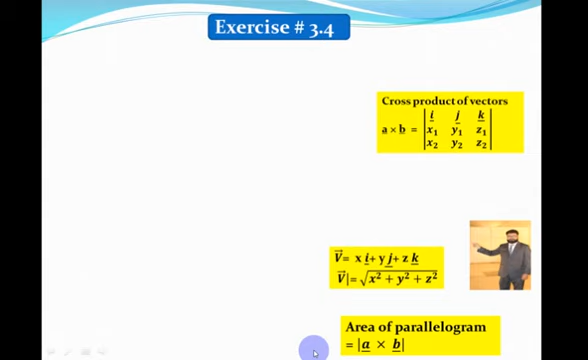 Exercise # 3.4
Cross product of vectors
a × b = | i j k |
| x₁ y₁ z₁ |
| x₂ y₂ z₂ |
V⃗= x i+ y j+ z k
V⃗|= √x² + y² + z²
Area of parallelogram
= |a × b|